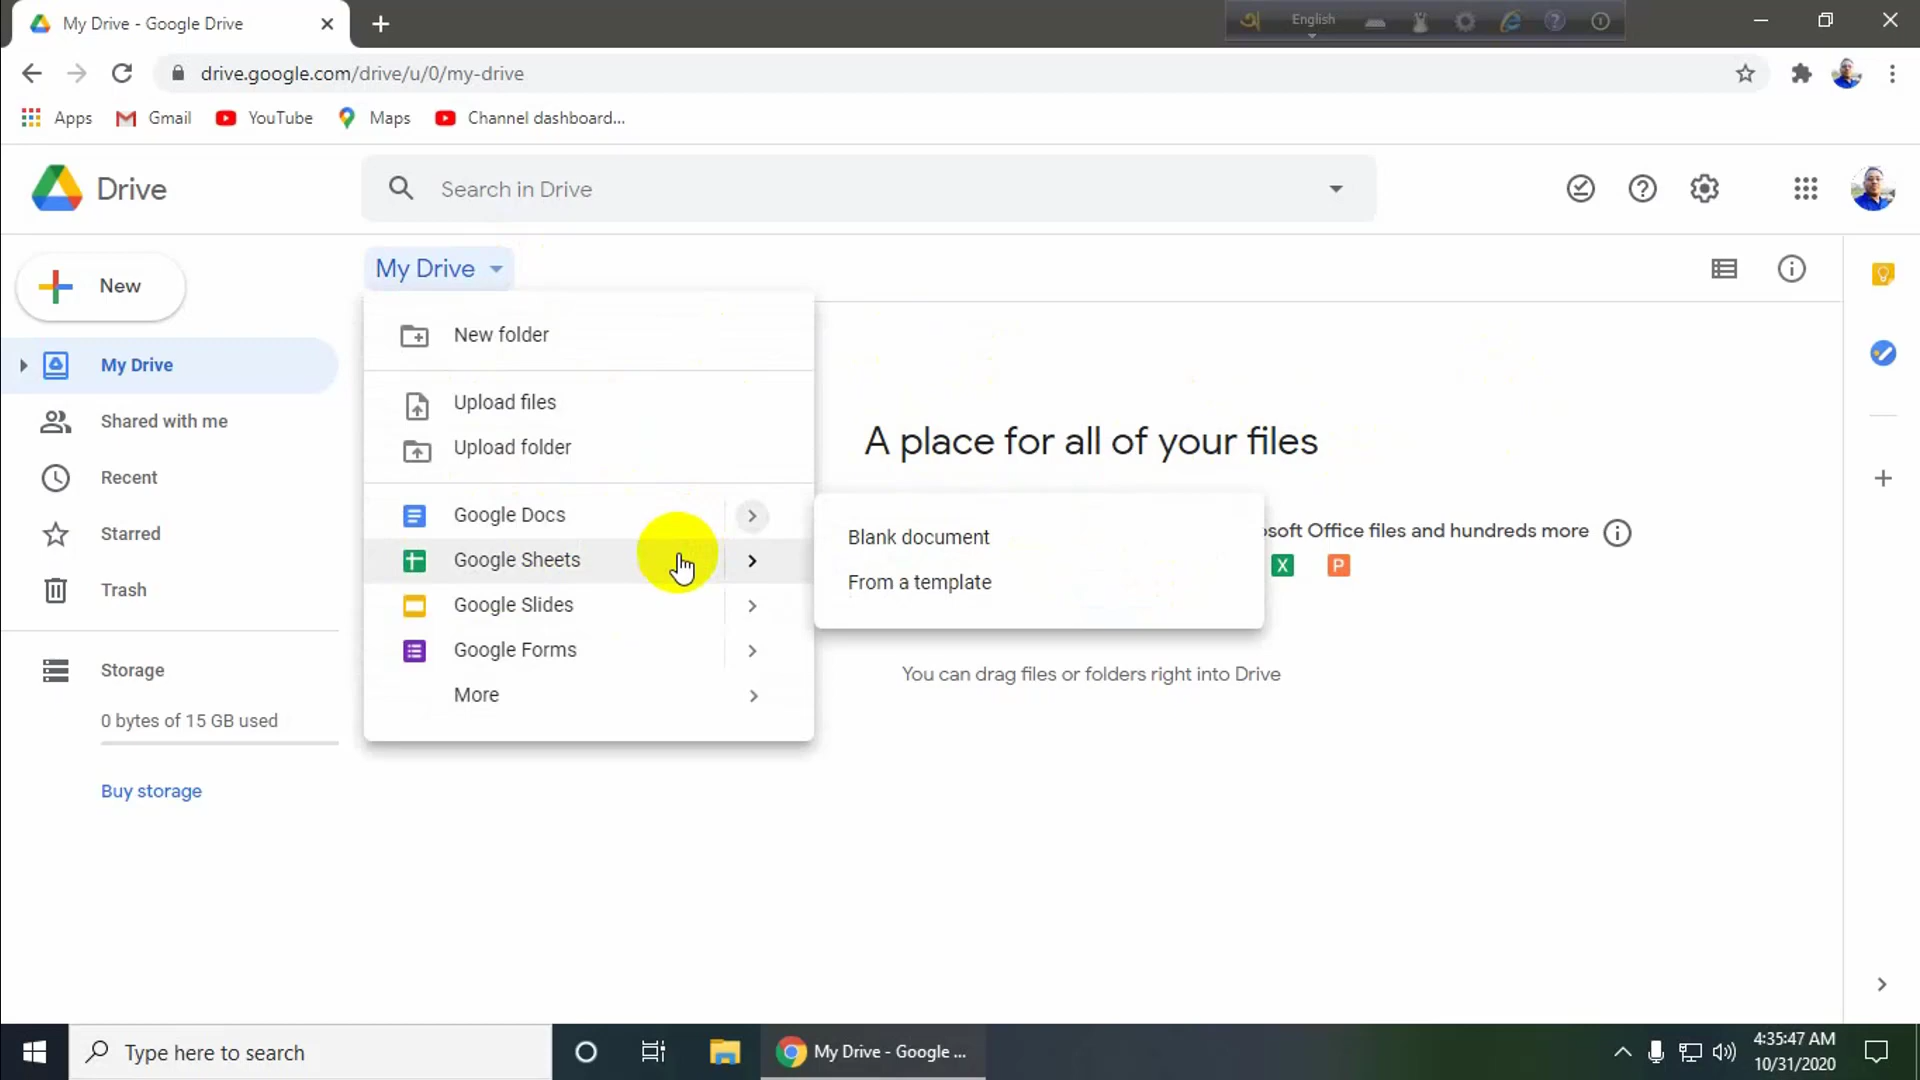 My Drive - Google Drive
English
drive.google.com/drive/u/0/my-drive
Apps
Gmail
YouTube
Maps
Channel dashboard...
Drive
Search in Drive
New
My Drive
Shared with me
Recent
Starred
Trash
Storage
0 bytes of 15 GB used
Buy storage
My Drive
New folder
Upload files
Upload folder
Google Docs
Google Sheets
Google Slides
Google Forms
More
Blank document
From a template
A place for all of your files
osoft Office files and hundreds more
X
P
You can drag files or folders right into Drive
Type here to search
My Drive - Google ...
4:35:47 AM
10/31/2020